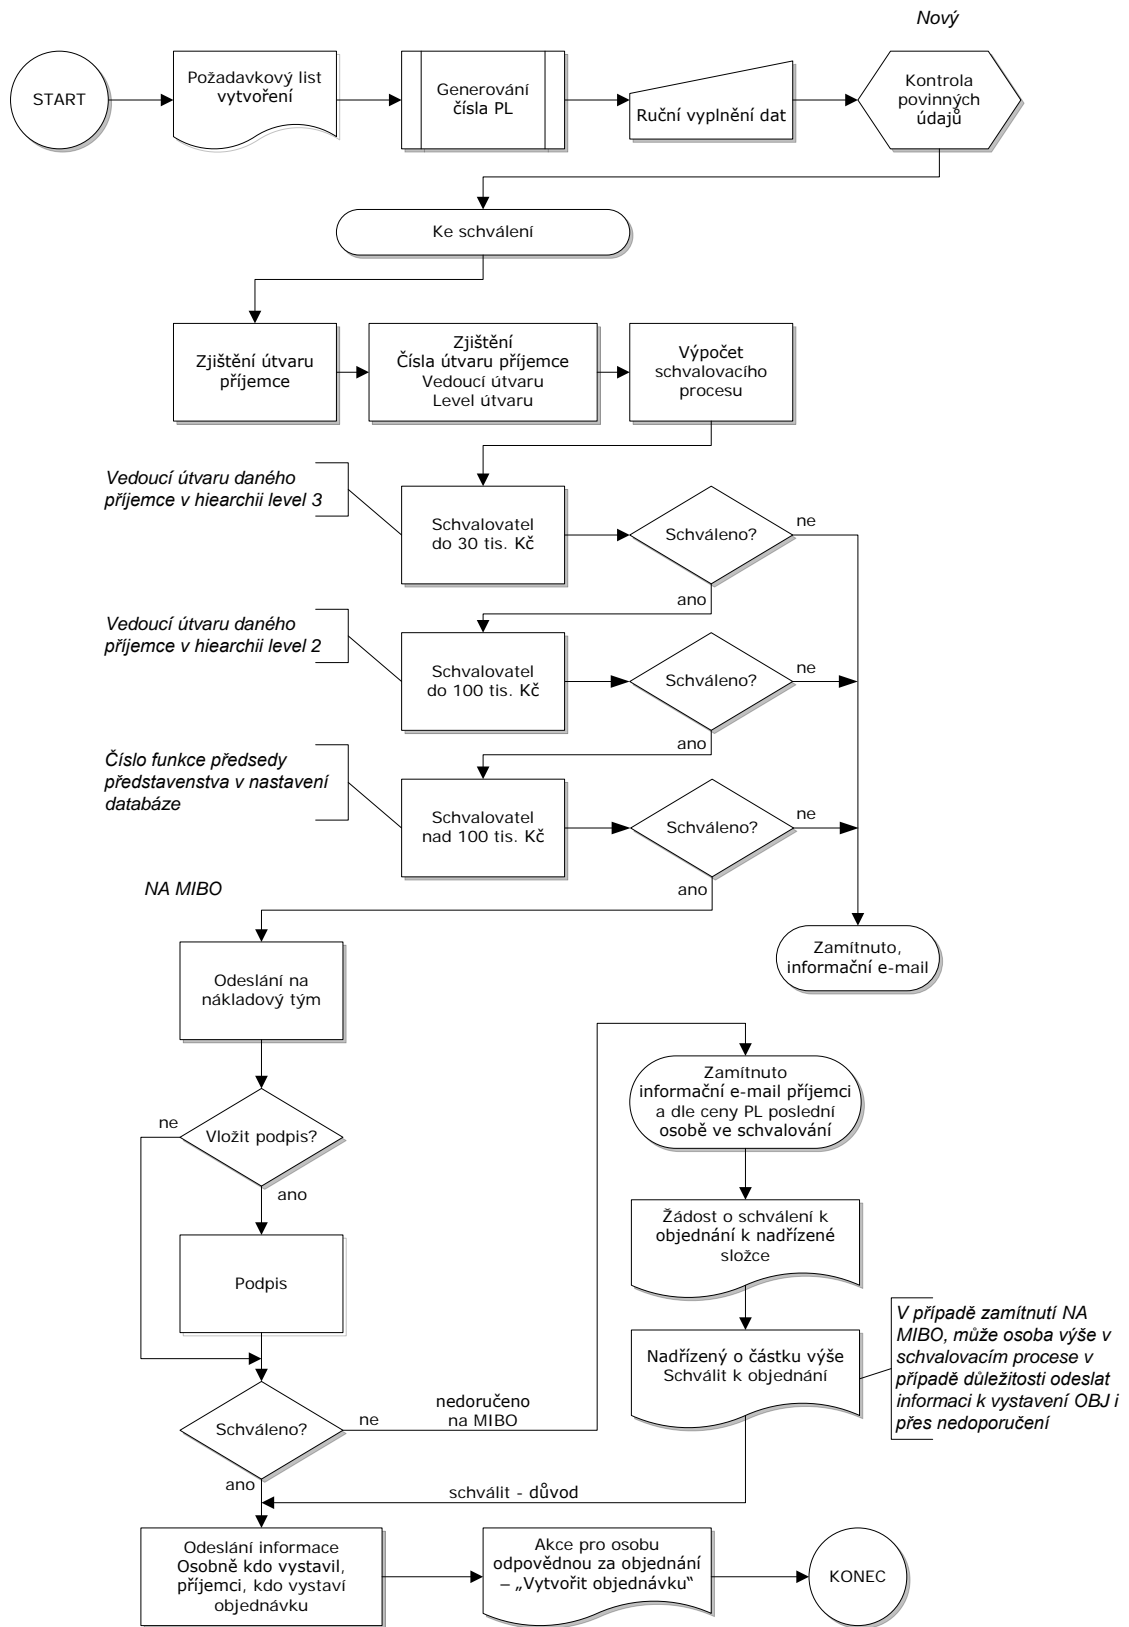 Nový
START
Požadavkový list
vytvoření
Generování
čísla PL
Ruční vyplnění dat
Kontrola
povinných
údajů
Ke schválení
Zjištění útvaru
příjemce
Zjištění
Čísla útvaru příjemce
Vedoucí útvaru
Level útvaru
Výpočet
schvalovacího
procesu
Vedoucí útvaru daného
příjemce v hiearchii level 3
Schvalovatel
do 30 tis. Kč
Schváleno?
ne
ano
Vedoucí útvaru daného
příjemce v hiearchii level 2
Schvalovatel
do 100 tis. Kč
Schváleno?
ne
ano
Číslo funkce předsedy
představenstva v nastavení
databáze
Schvalovatel
nad 100 tis. Kč
Schváleno?
ne
ano
NA MIBO
Zamítnuto,
informační e-mail
Odeslání na
nákladový tým
Zamítnuto
informační e-mail příjemci
a dle ceny PL poslední
osobě ve schvalování
ne
Vložit podpis?
ano
Žádost o schválení k
objednání k nadřízené
složce
Podpis
V případě zamítnutí NA
MIBO, může osoba výše v
schvalovacím procese v
případě důležitosti odeslat
informaci k vystavení OBJ i
přes nedoporučení
Nadřízený o částku výše
Schválit k objednání
Schváleno?
ne
nedoručeno
na MIBO
ano
schválit - důvod
Odeslání informace
Osobně kdo vystavil,
příjemci, kdo vystaví
objednávku
Akce pro osobu
odpovědnou za objednání
– „Vytvořit objednávku“
KONEC